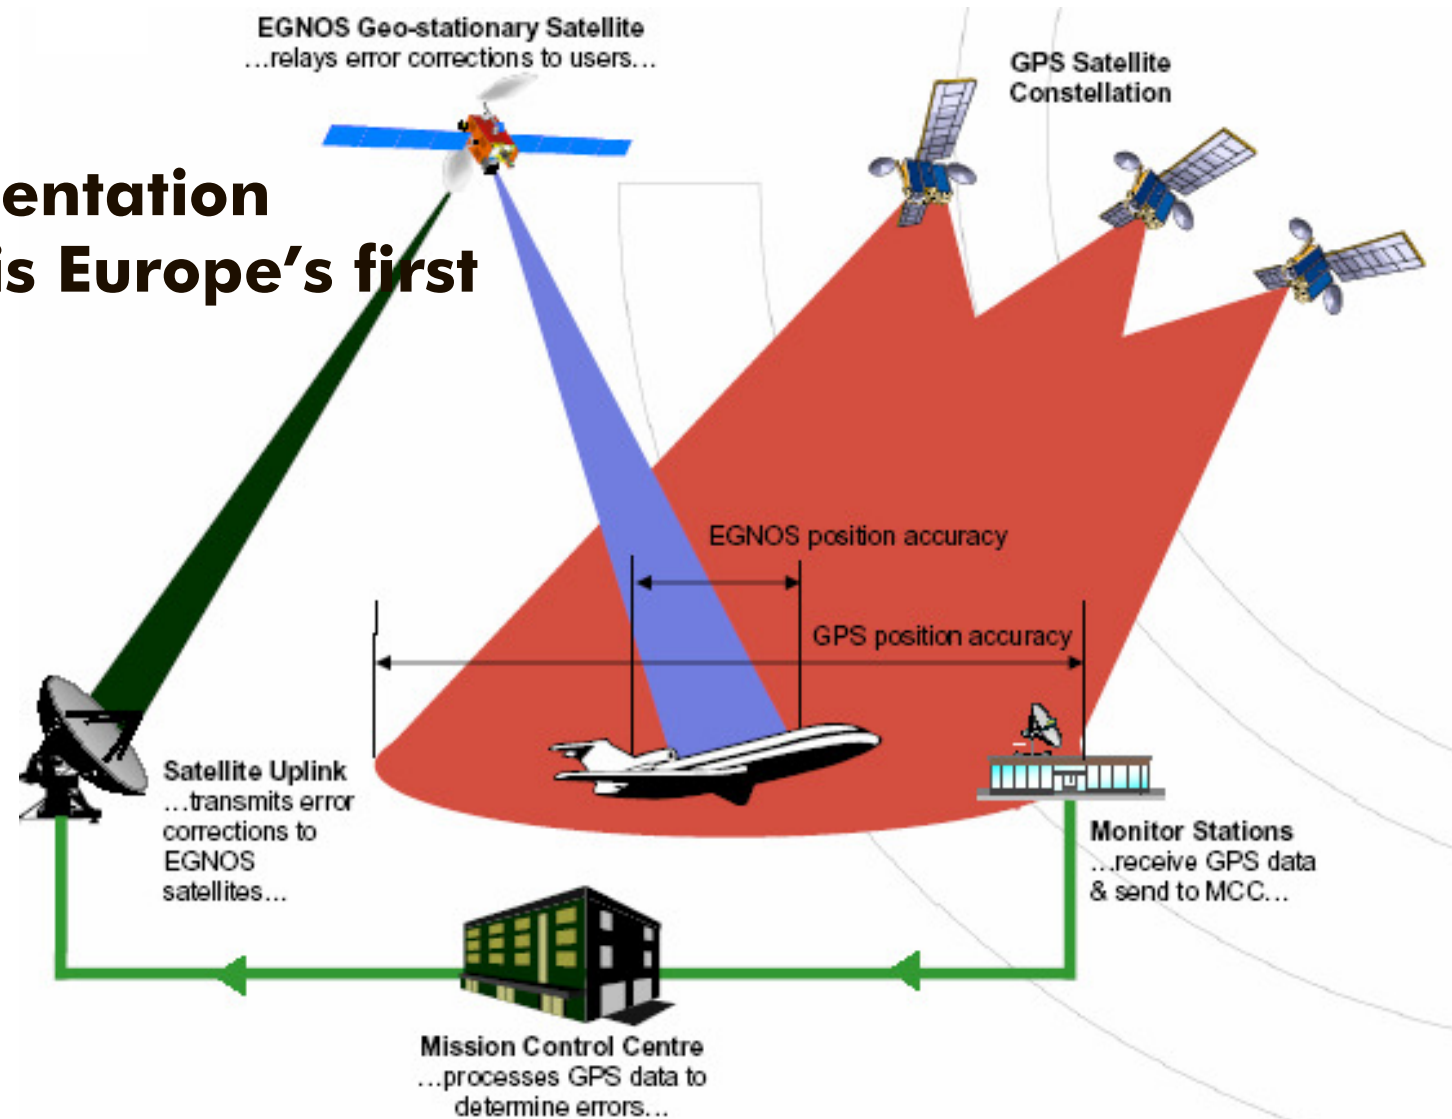 EGNOS Geo-stationary Satellite
...relays error corrections to users...
GPS Satellite
Constellation
entation
is Europe's first
EGNOS position accuracy
GPS position accuracy
Satellite Uplink
...transmits error
corrections to
EGNOS
satellites...
Monitor Stations
...receive GPS data
& send to MCC...
Mission Control Centre
...processes GPS data to
determine errors...